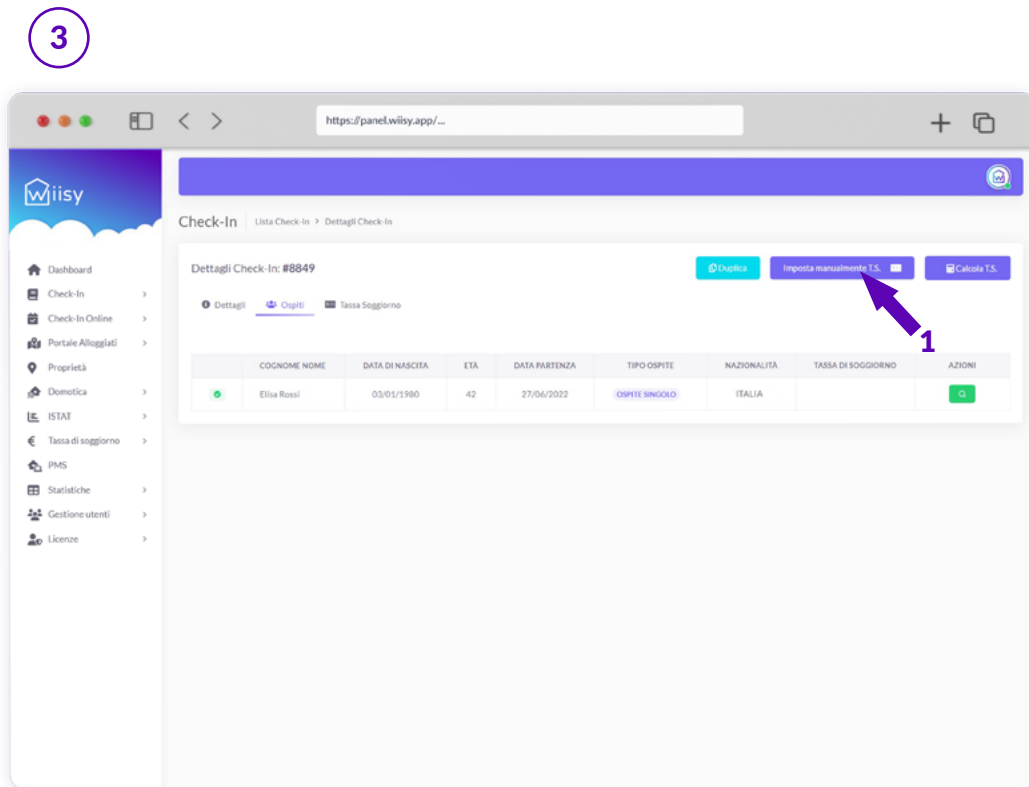 3
https://panel.wiisy.app/...
wiisy
Check-In Lista Check-In > Dettagli Check-In
Dettagli Check-In: #8849
Duplica
Imposta manualmente T.S.
Calcola T.S.
Dettagli Ospiti Tassa Soggiorno
1
COGNOME NOME DATA DI NASCITA ETÀ DATA PARTENZA TIPO OSPITE NAZIONALITÀ TASSA DI SOGGIORNO AZIONI
Elisa Rossi 03/01/1980 42 27/06/2022 OSPITE SINGOLO ITALIA
Dashboard
Check-In
Check-In Online
Portale Alloggiati
Proprietà
Domotica
ISTAT
Tassa di soggiorno
PMS
Statistiche
Gestione utenti
Licenze